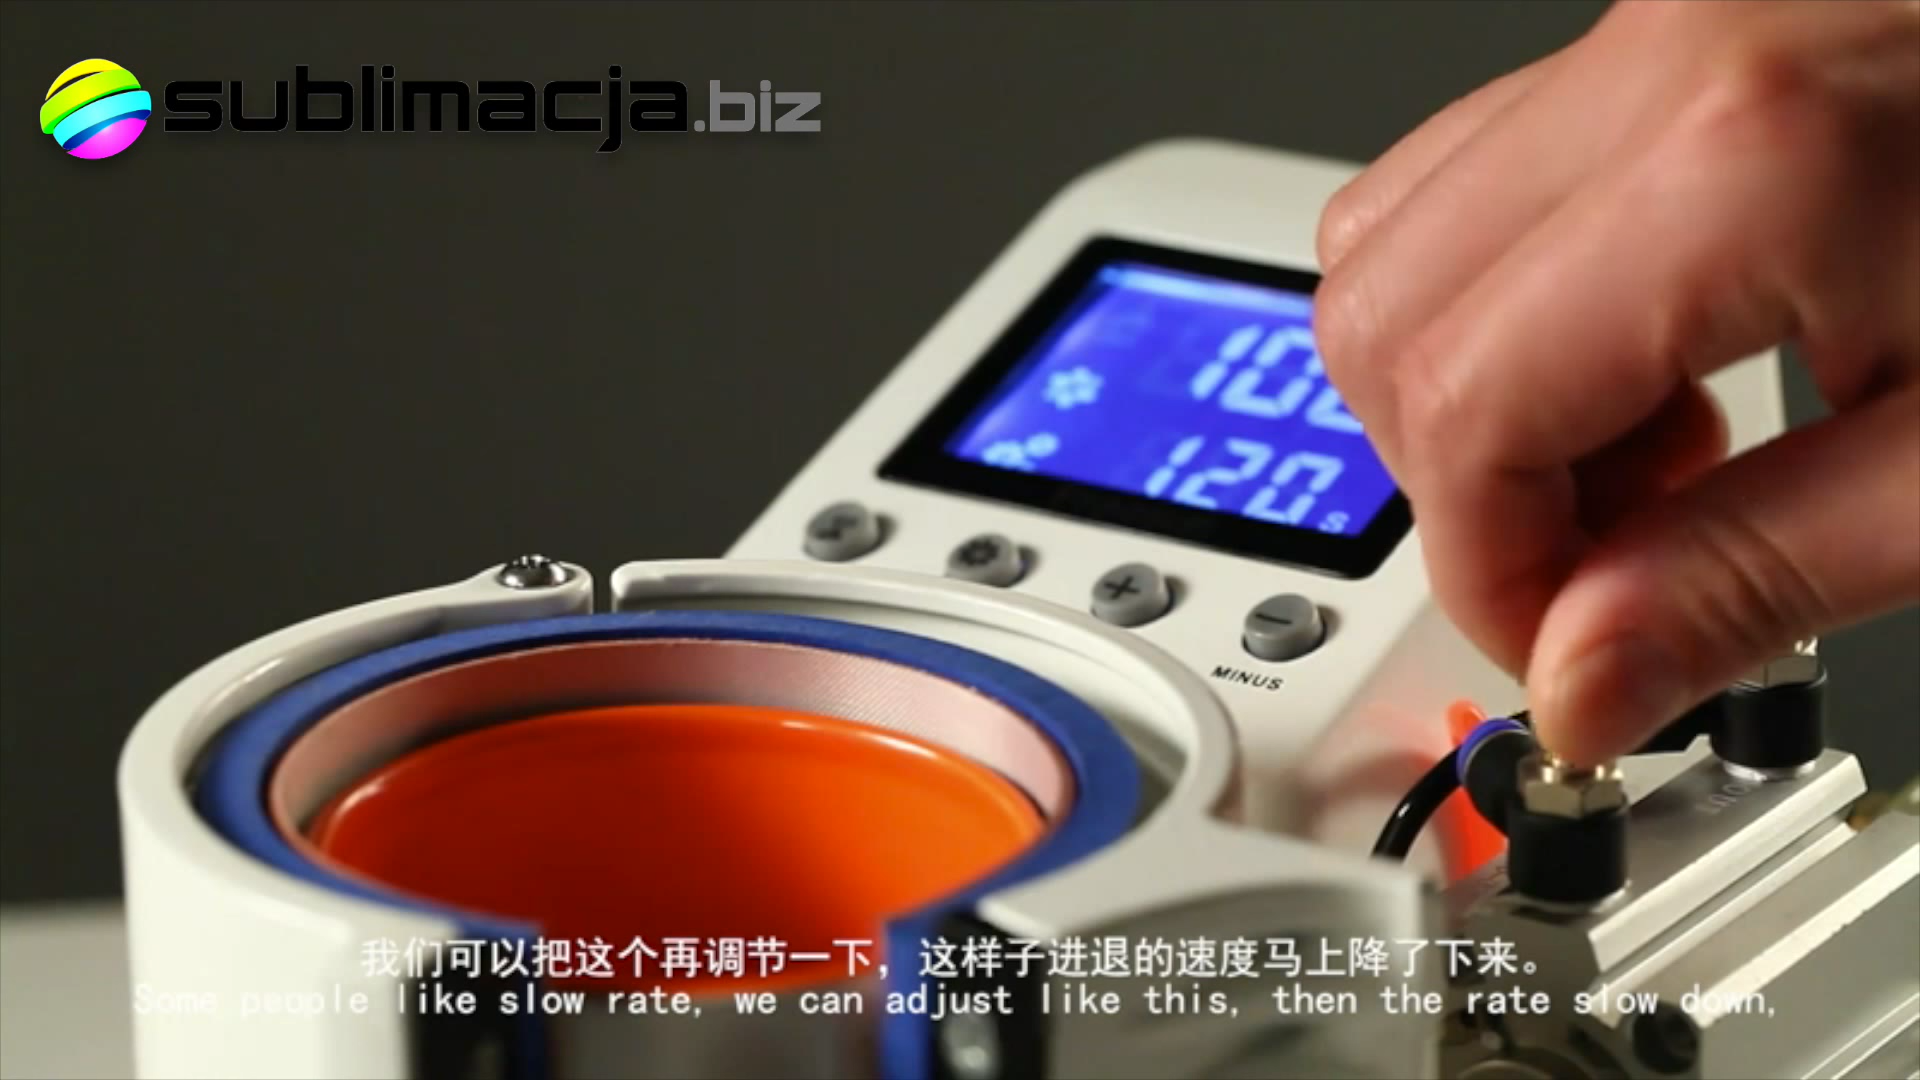 sublimacja.biz
120 s
MINUS
OUT
我们可以把这个再调节一下，这样子进退的速度马上降了下来。
Some people like slow rate, we can adjust like this, then the rate slow down,